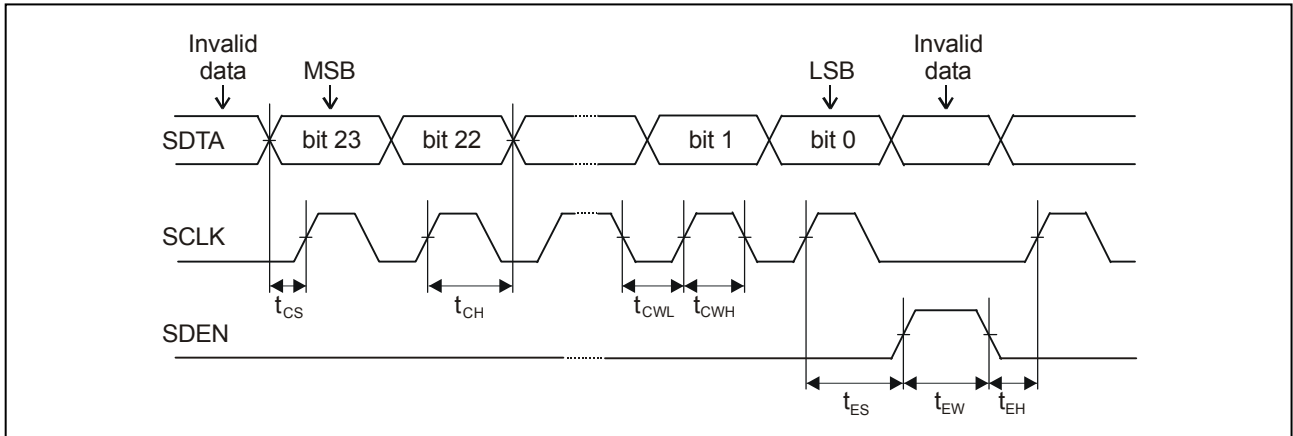 Invalid
data
MSB
LSB
Invalid
data
SDTA
bit 23
bit 22
bit 1
bit 0
SCLK
tCS
tCH
tCWL
tCWH
SDEN
tES
tEW
tEH